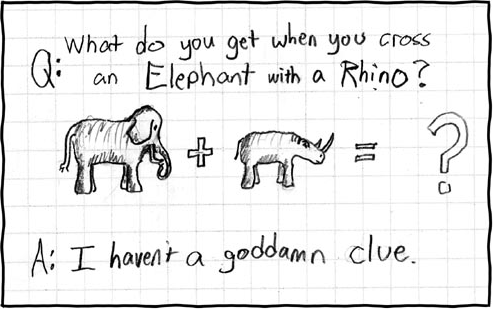 Q: What do you get when you cross
an Elephant with a Rhino?
+ = ?
A: I haven't a goddamn clue.